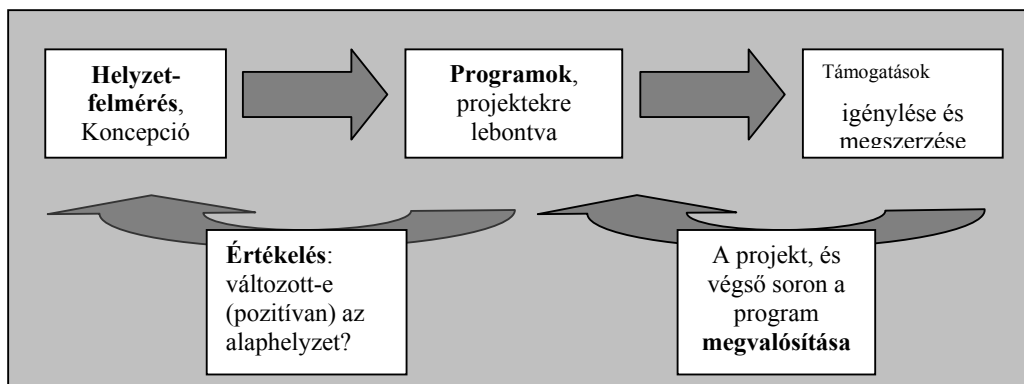 Helyzet-
felmérés,
Koncepció
Programok,
projektekre
lebontva
Támogatások
igénylése és
megszerzése
Értékelés:
változott-e
(pozitívan) az
alaphelyzet?
A projekt, és
végső soron a
program
megvalósítása